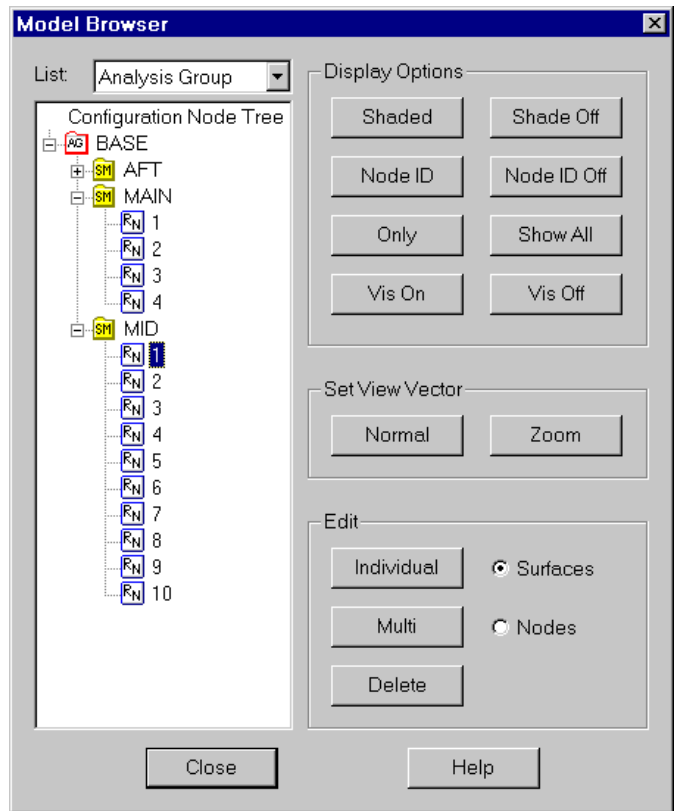 Model Browser
List:
Analysis Group
Configuration Node Tree
AG BASE
SM AFT
SM MAIN
RN 1
RN 2
RN 3
RN 4
SM MID
RN 1
RN 2
RN 3
RN 4
RN 5
RN 6
RN 7
RN 8
RN 9
RN 10
Display Options
Shaded Shade Off
Node ID Node ID Off
Only Show All
Vis On Vis Off
Set View Vector
Normal Zoom
Edit
Individual Surfaces
Multi Nodes
Delete
Close Help